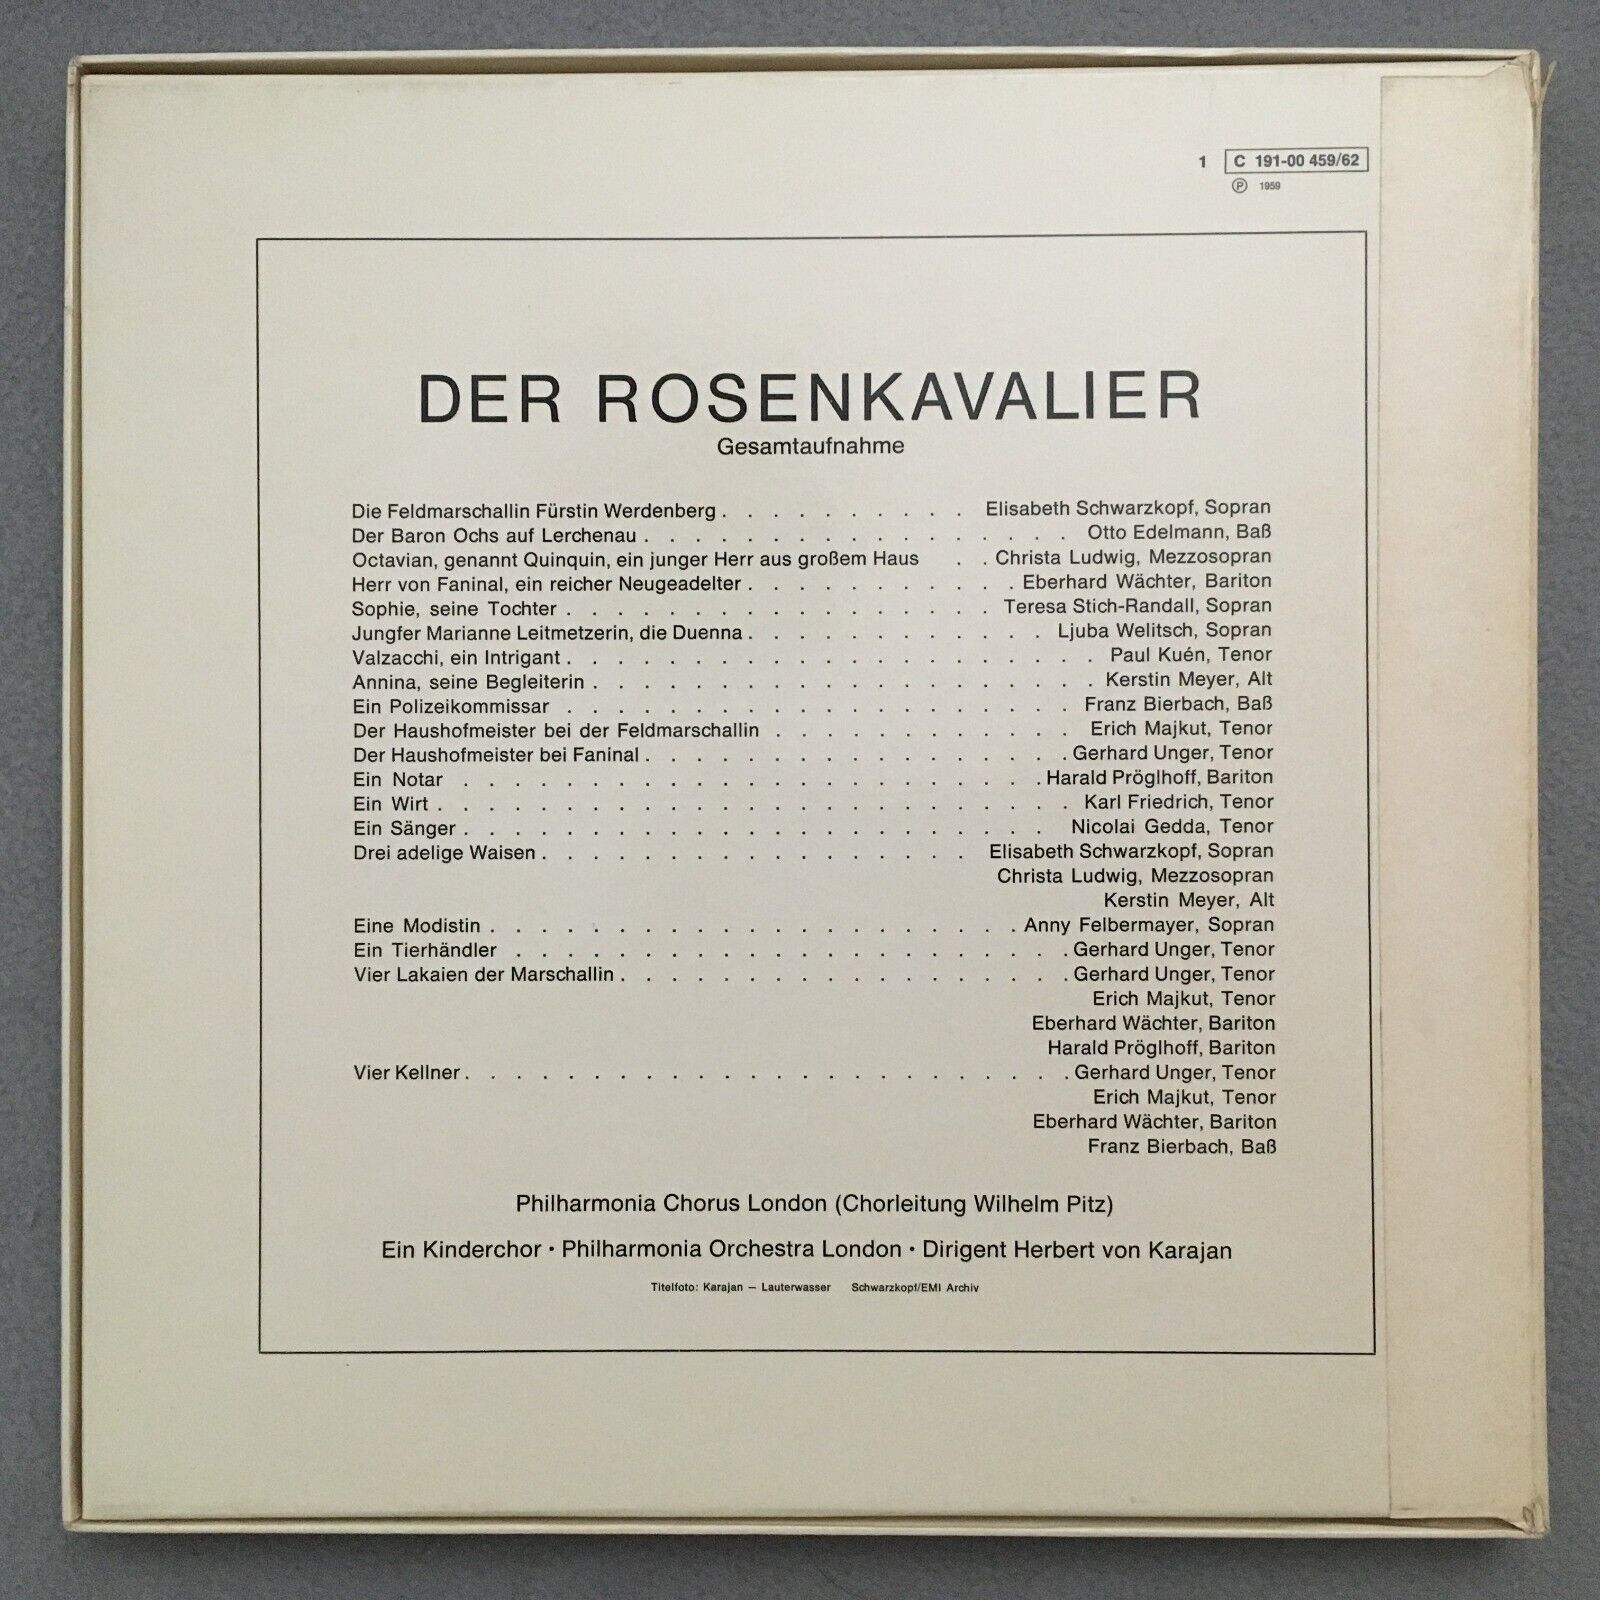 1 C 191-00 459/62
Ⓟ 1959
DER ROSENKAVALIER
Gesamtaufnahme
Die Feldmarschallin Fürstin Werdenberg . . . . . . . . . . Elisabeth Schwarzkopf, Sopran
Der Baron Ochs auf Lerchenau . . . . . . . . . . . . . . . . . Otto Edelmann, Baß
Octavian, genannt Quinquin, ein junger Herr aus großem Haus . . Christa Ludwig, Mezzosopran
Herr von Faninal, ein reicher Neugeadelter . . . . . . . . . . . Eberhard Wächter, Bariton
Sophie, seine Tochter . . . . . . . . . . . . . . . . . Teresa Stich-Randall, Sopran
Jungfer Marianne Leitmetzerin, die Duenna . . . . . . . . . . . . Ljuba Welitsch, Sopran
Valzacchi, ein Intrigant . . . . . . . . . . . . . . . . . . . . . Paul Kuén, Tenor
Annina, seine Begleiterin . . . . . . . . . . . . . . . . . . . . Kerstin Meyer, Alt
Ein Polizeikommissar . . . . . . . . . . . . . . . . . . . . Franz Bierbach, Baß
Der Haushofmeister bei der Feldmarschallin . . . . . . . . . . . . Erich Majkut, Tenor
Der Haushofmeister bei Faninal . . . . . . . . . . . . . . . . . Gerhard Unger, Tenor
Ein Notar . . . . . . . . . . . . . . . . . . . . . . . Harald Pröglhoff, Bariton
Ein Wirt . . . . . . . . . . . . . . . . . . . . . . . . . Karl Friedrich, Tenor
Ein Sänger . . . . . . . . . . . . . . . . . . . . . . . Nicolai Gedda, Tenor
Drei adelige Waisen . . . . . . . . . . . . . . . . . Elisabeth Schwarzkopf, Sopran
Christa Ludwig, Mezzosopran
Kerstin Meyer, Alt
Eine Modistin . . . . . . . . . . . . . . . . . . . . . Anny Felbermayer, Sopran
Ein Tierhändler . . . . . . . . . . . . . . . . . . . . . . Gerhard Unger, Tenor
Vier Lakaien der Marschallin . . . . . . . . . . . . . . . . . . Gerhard Unger, Tenor
Erich Majkut, Tenor
Eberhard Wächter, Bariton
Harald Pröglhoff, Bariton
Vier Kellner . . . . . . . . . . . . . . . . . . . . . . . . Gerhard Unger, Tenor
Erich Majkut, Tenor
Eberhard Wächter, Bariton
Franz Bierbach, Baß
Philharmonia Chorus London (Chorleitung Wilhelm Pitz)
Ein Kinderchor · Philharmonia Orchestra London · Dirigent Herbert von Karajan
Titelfoto: Karajan – Lauterwasser Schwarzkopf/EMI Archiv